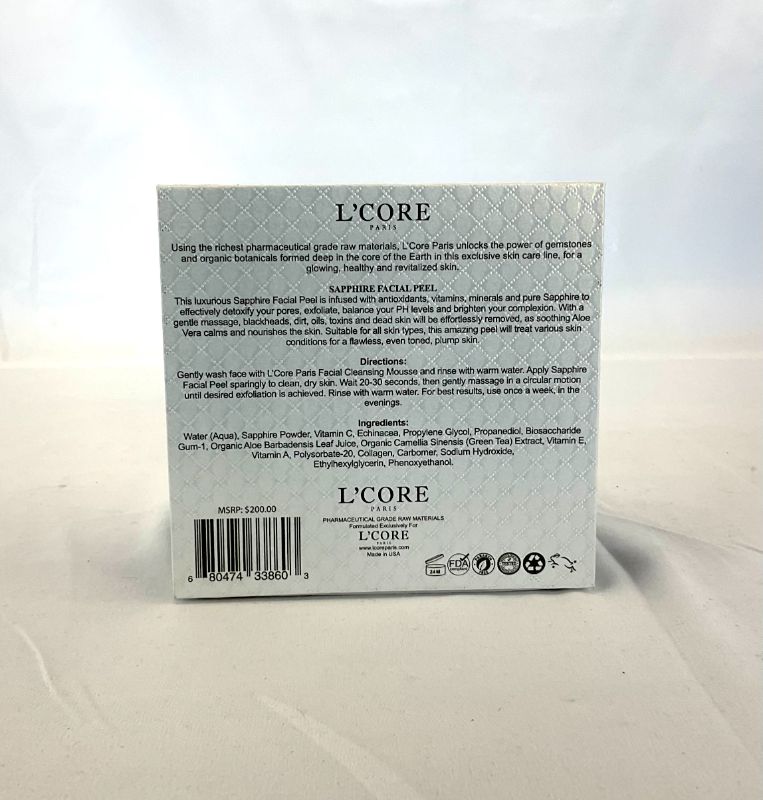 L'CORE
PARIS
Using the richest pharmaceutical grade raw materials, L'Core Paris unlocks the power of gemstones
and organic botanicals formed deep in the core of the Earth in this exclusive skin care line, for a
glowing, healthy and revitalized skin.
SAPPHIRE FACIAL PEEL
This luxurious Sapphire Facial Peel is infused with antioxidants, vitamins, minerals and pure Sapphire to
effectively detoxify your pores, exfoliate, balance your PH levels and brighten your complexion. With a
gentle massage, blackheads, dirt, oils, toxins and dead skin will be effortlessly removed, as soothing Aloe
Vera calms and nourishes the skin. Suitable for all skin types, this amazing peel will treat various skin
conditions for a flawless, even toned, plump skin.
Directions:
Gently wash face with L'Core Paris Facial Cleansing Mousse and rinse with warm water. Apply Sapphire
Facial Peel sparingly to clean, dry skin. Wait 20-30 seconds, then gently massage in a circular motion
until desired exfoliation is achieved. Rinse with warm water. For best results, use once a week, in the
evenings.
Ingredients:
Water (Aqua), Sapphire Powder, Vitamin C, Echinacea, Propylene Glycol, Propanediol, Biosaccharide
Gum-1, Organic Aloe Barbadensis Leaf Juice, Organic Camellia Sinensis (Green Tea) Extract, Vitamin E,
Vitamin A, Polysorbate-20, Collagen, Carbomer, Sodium Hydroxide,
Ethylhexylglycerin, Phenoxyethanol.
L'CORE
PARIS
MSRP: $200.00
PHARMACEUTICAL GRADE RAW MATERIALS
Formulated Exclusively For
L'CORE
PARIS
www.lcoreparis.com
Made in USA
24M
FDA
TESTED
6 80474 33860 3